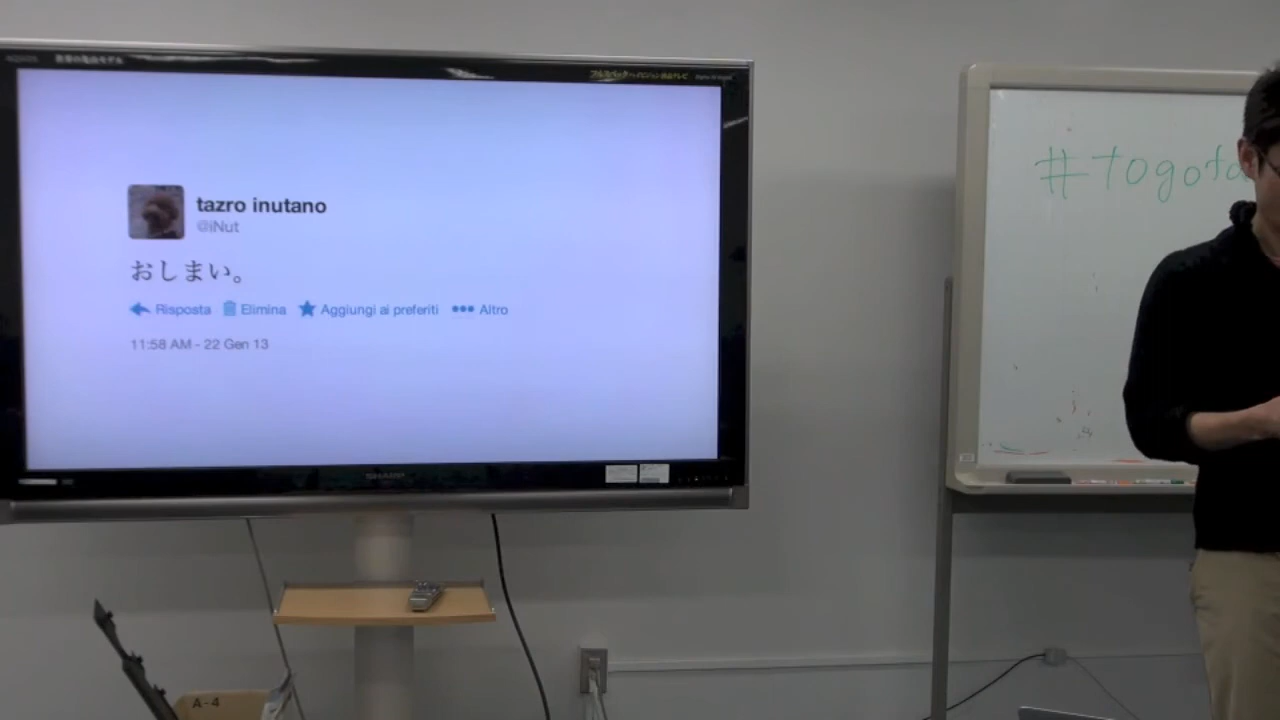 tazro inutano
@iNut
おしまい。
Risposta Elimina Aggiungi ai preferiti Altro
11:58 AM - 22 Gen 13
SHARP
A-4